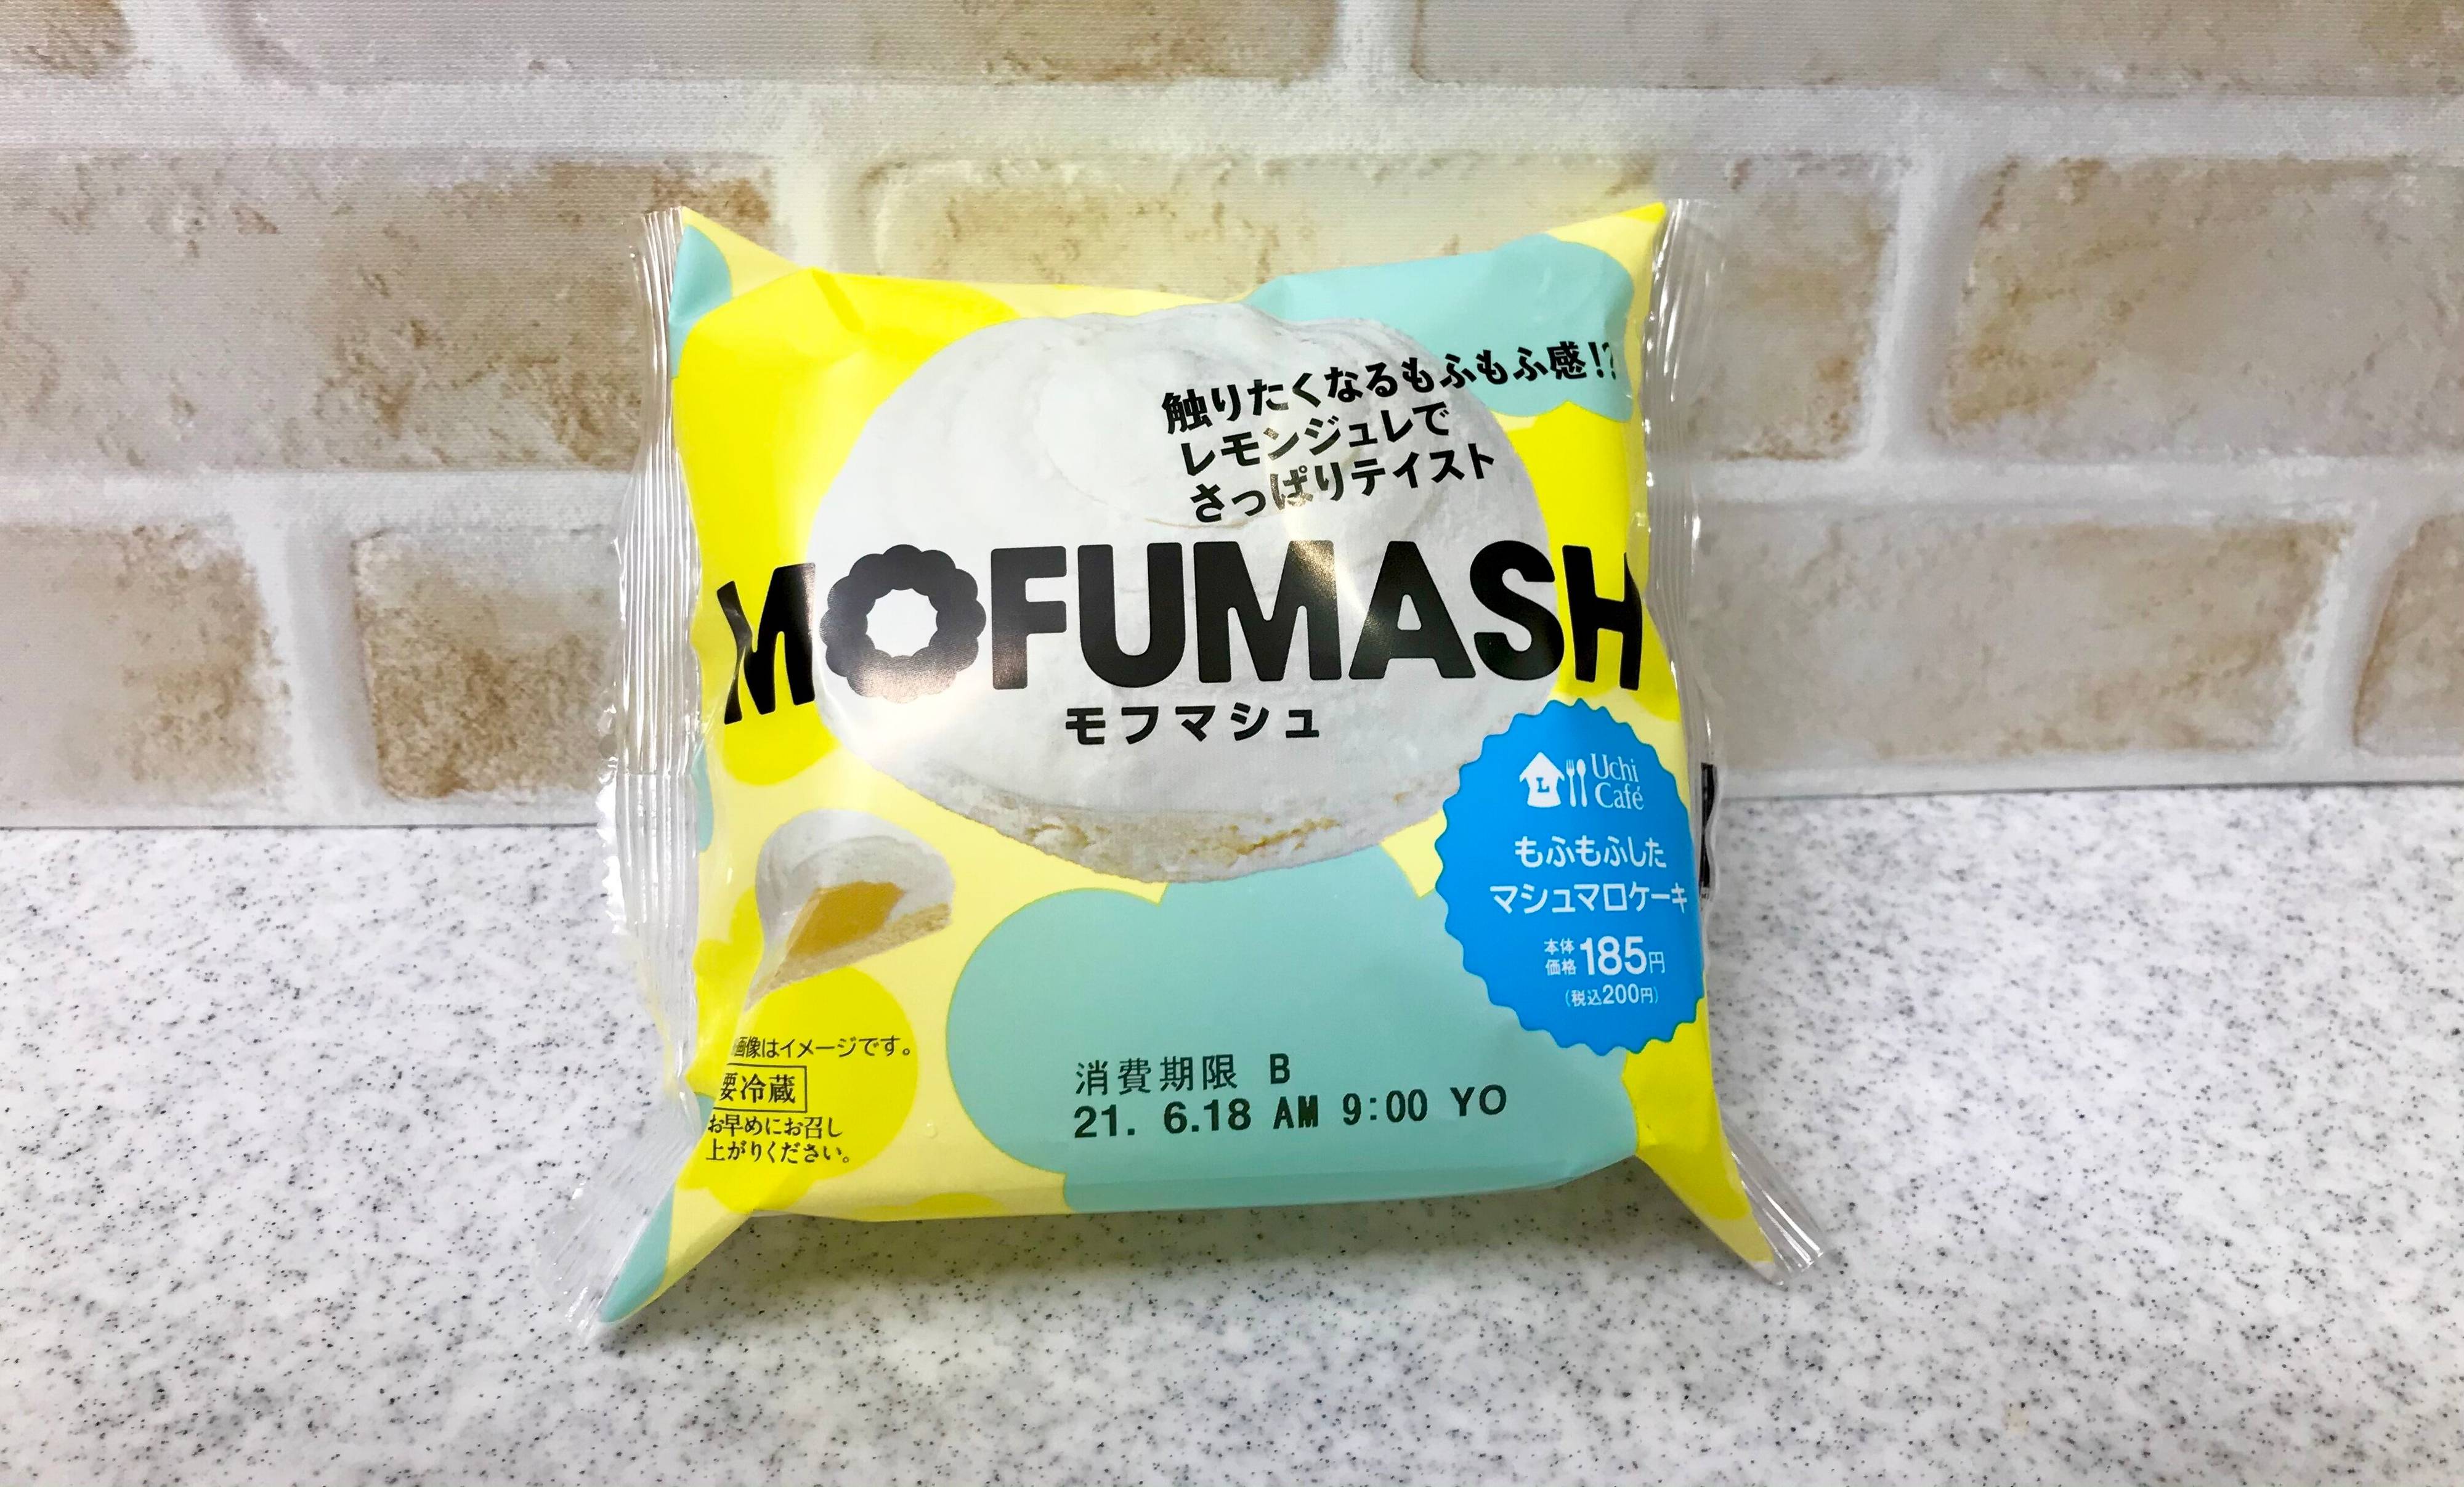 触りたくなるもふもふ感!?
レモンジュレで
さっぱりテイスト
MOFUMASH
モフマシュ
L Uchi
Café
もふもふした
マシュマロケーキ
本体
価格 185円
(税込200円)
画像はイメージです。
要冷蔵
お早めにお召し
上がりください。
消費期限 B
21. 6.18 AM 9:00 YO